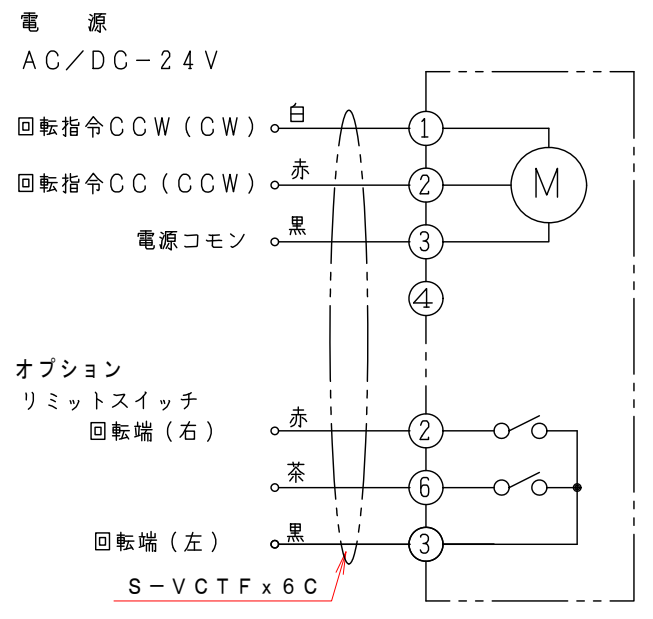 電 源
AC/DC-24V
回転指令CCW(CW) 白 1
回転指令CC(CCW) 赤 2 M
電源コモン 黒 3
4
オプション
リミットスイッチ
回転端(右) 赤 2
茶 6
回転端(左) 黒 3
S-VCTFx6C